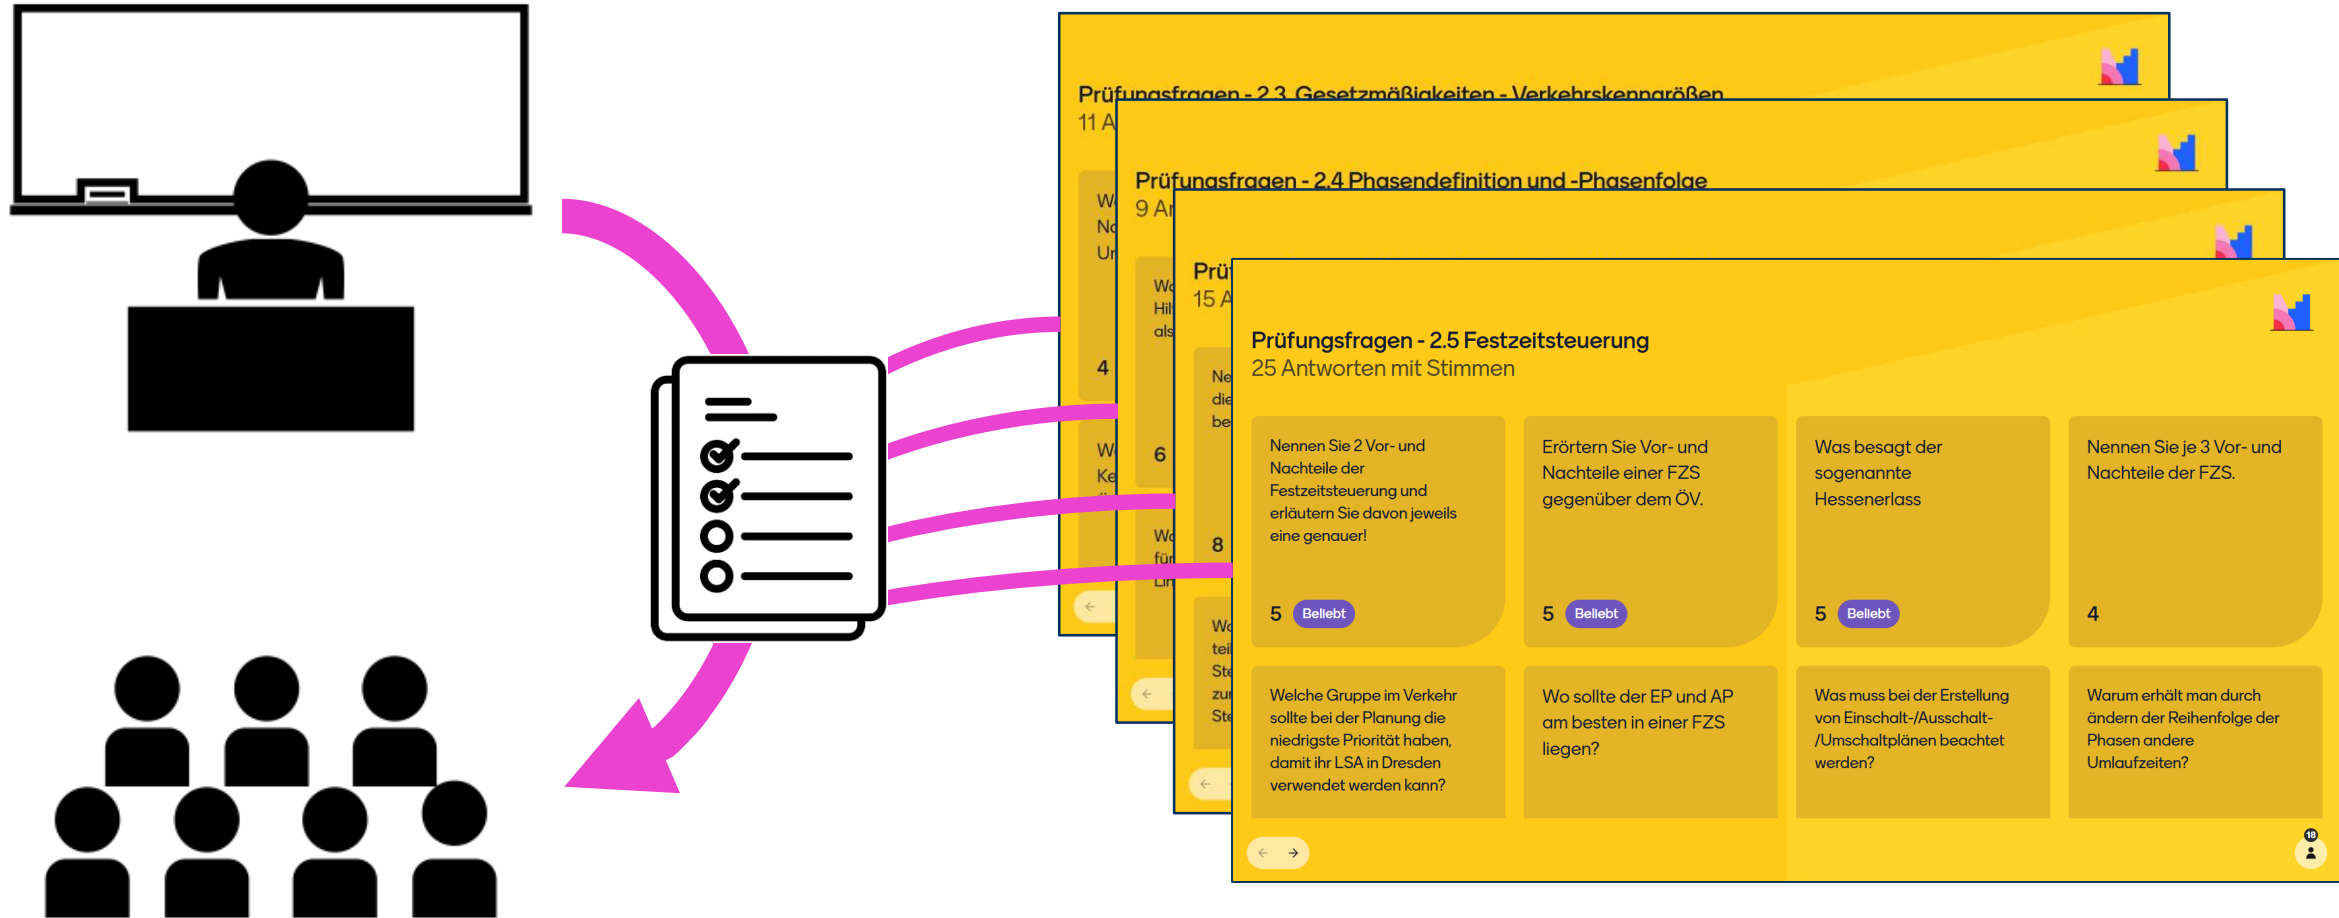 Prüfungsfragen - 2.3 Gesetzmäßigkeiten - Verkehrskenngrößen
11 A
4
Prüfungsfragen - 2.4 Phasendefinition und -Phasenfolge
9 An
6
Prüf
15 A
8
Prüfungsfragen - 2.5 Festzeitsteuerung
25 Antworten mit Stimmen
Nennen Sie 2 Vor- und
Nachteile der
Festzeitsteuerung und
erläutern Sie davon jeweils
eine genauer!
5 Beliebt
Erörtern Sie Vor- und
Nachteile einer FZS
gegenüber dem ÖV.
5 Beliebt
Was besagt der
sogenannte
Hessenerlass
5 Beliebt
Nennen Sie je 3 Vor- und
Nachteile der FZS.
4
Welche Gruppe im Verkehr
sollte bei der Planung die
niedrigste Priorität haben,
damit ihr LSA in Dresden
verwendet werden kann?
Wo sollte der EP und AP
am besten in einer FZS
liegen?
Was muss bei der Erstellung
von Einschalt-/Ausschalt-
/Umschaltplänen beachtet
werden?
Warum erhält man durch
ändern der Reihenfolge der
Phasen andere
Umlaufzeiten?
18